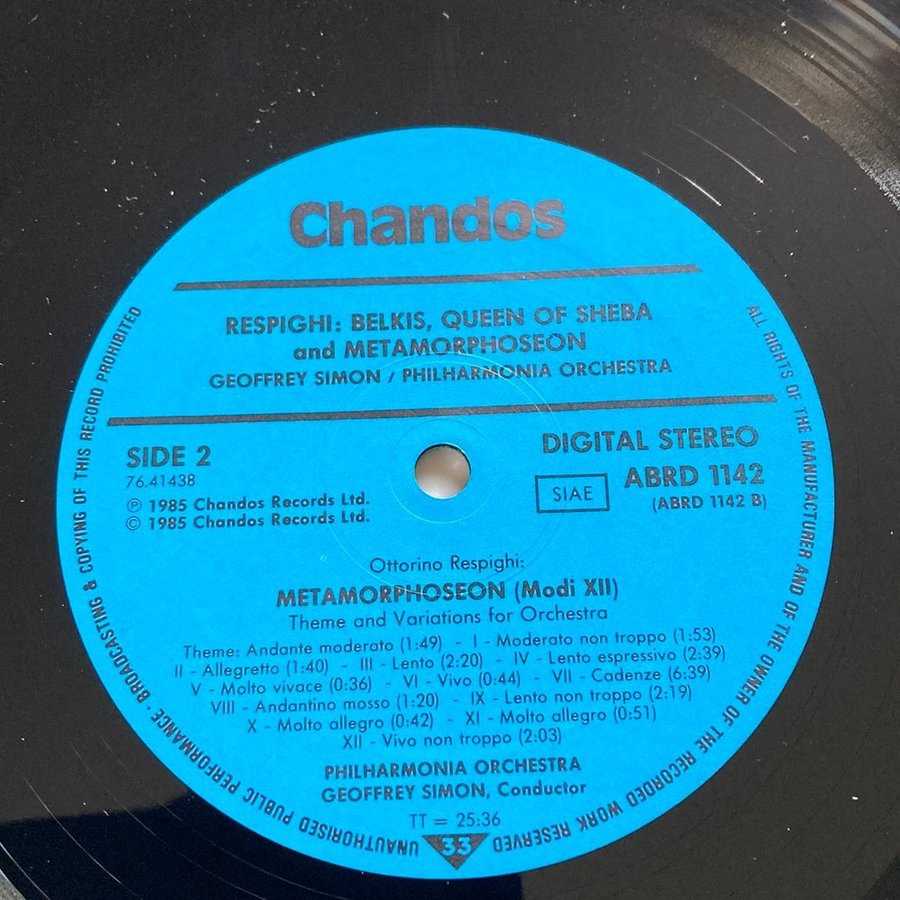 Chandos
RESPIGHI: BELKIS, QUEEN OF SHEBA
and METAMORPHOSEON
GEOFFREY SIMON / PHILHARMONIA ORCHESTRA
SIDE 2
76.41438
℗ 1985 Chandos Records Ltd.
© 1985 Chandos Records Ltd.
DIGITAL STEREO
SIAE
ABRD 1142
(ABRD 1142 B)
Ottorino Respighi:
METAMORPHOSEON (Modi XII)
Theme and Variations for Orchestra
Theme: Andante moderato (1:49) - I - Moderato non troppo (1:53)
II - Allegretto (1:40) - III - Lento (2:20) - IV - Lento espressivo (2:39)
V - Molto vivace (0:36) - VI - Vivo (0:44) - VII - Cadenze (6:39)
VIII - Andantino mosso (1:20) - IX - Lento non troppo (2:19)
X - Molto allegro (0:42) - XI - Molto allegro (0:51)
XII - Vivo non troppo (2:03)
PHILHARMONIA ORCHESTRA
GEOFFREY SIMON, Conductor
TT = 25:36
33
ALL RIGHTS OF THE MANUFACTURER AND OF THE OWNER OF THE RECORDED WORK RESERVED
UNAUTHORISED PUBLIC PERFORMANCE · BROADCASTING & COPYING OF THIS RECORD PROHIBITED